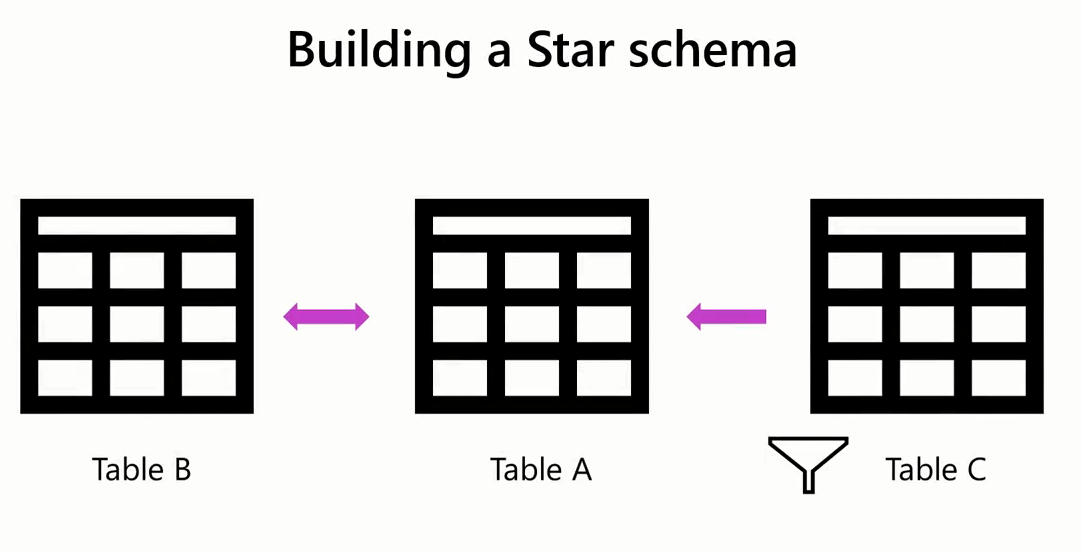 Building a Star schema
Table B
Table A
Table C